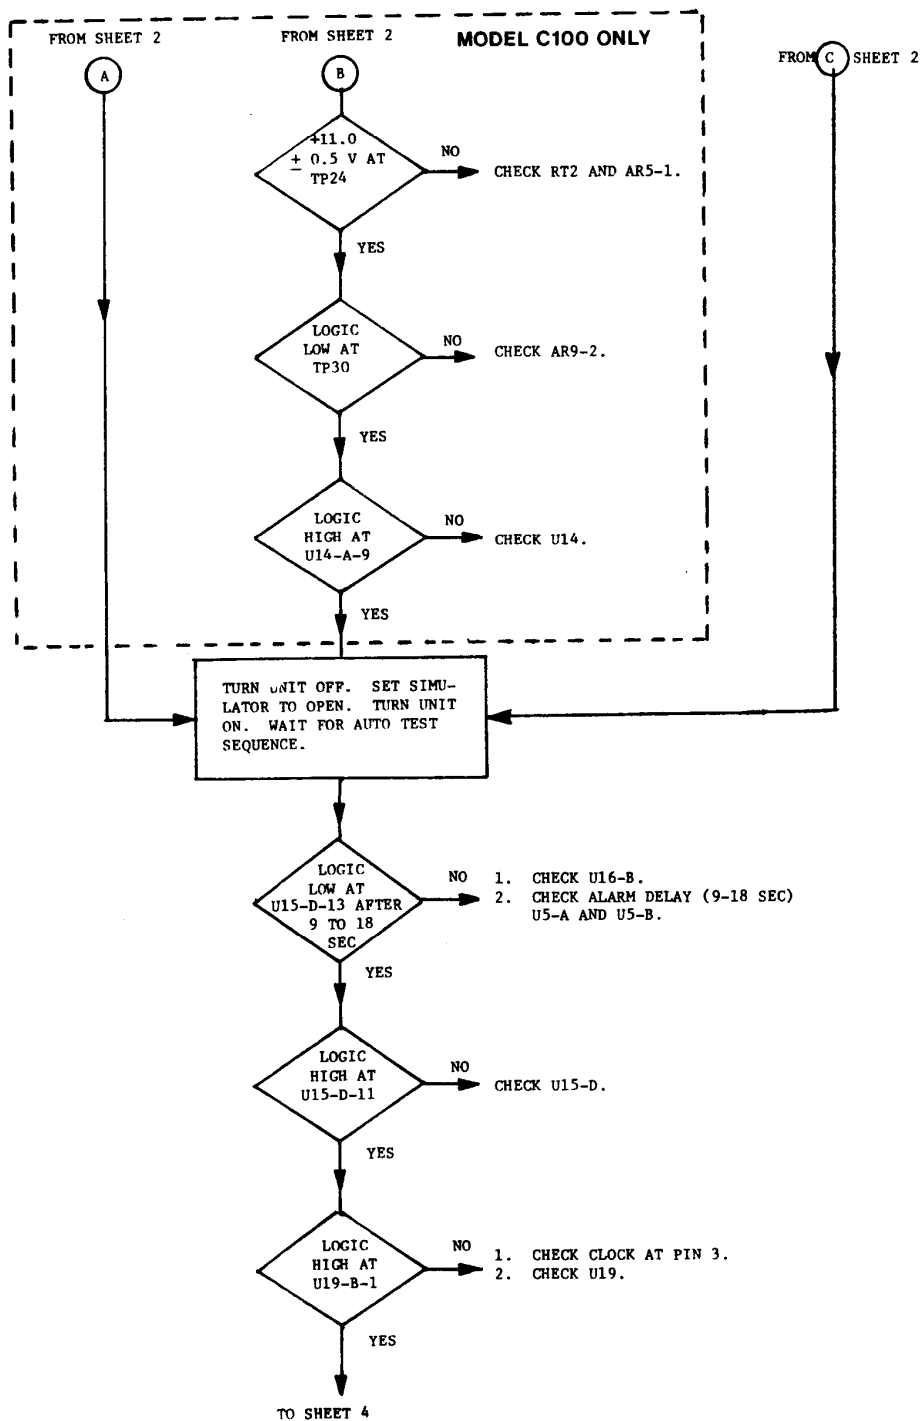 FROM SHEET 2
FROM SHEET 2
MODEL C100 ONLY
FROM C SHEET 2
A
B
+11.0
± 0.5 V AT
TP24
NO
CHECK RT2 AND AR5-1.
YES
LOGIC
LOW AT
TP30
NO
CHECK AR9-2.
YES
LOGIC
HIGH AT
U14-A-9
NO
CHECK U14.
YES
TURN UNIT OFF. SET SIMU-
LATOR TO OPEN. TURN UNIT
ON. WAIT FOR AUTO TEST
SEQUENCE.
LOGIC
LOW AT
U15-D-13 AFTER
9 TO 18
SEC
NO
1. CHECK U16-B.
2. CHECK ALARM DELAY (9-18 SEC)
U5-A AND U5-B.
YES
LOGIC
HIGH AT
U15-D-11
NO
CHECK U15-D.
YES
LOGIC
HIGH AT
U19-B-1
NO
1. CHECK CLOCK AT PIN 3.
2. CHECK U19.
YES
TO SHEET 4